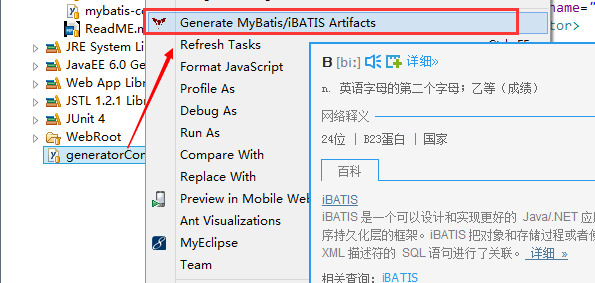 mybatis-co
ReadME.m
JRE System Li
JavaEE 6.0 Ge
Web App Libr
JSTL 1.2.1 Libr
JUnit 4
WebRoot
generatorCon
Generate MyBatis/iBATIS Artifacts
Refresh Tasks
Format JavaScript
Profile As
Debug As
Run As
Compare With
Replace With
Preview in Mobile Web
Ant Visualizations
MyEclipse
Team
name="
tor>
B [bi:] 详细»
n. 英语字母的第二个字母；乙等（成绩）
网络释义
24位 | B23蛋白 | 国家
百科
iBATIS
iBATIS 是一个可以设计和实现更好的 Java/.NET 应
序持久化层的框架。iBATIS 把对象和存储过程或者使
XML 描述符的 SQL 语句进行了关联。 详细 »
相关查询：iBATIS